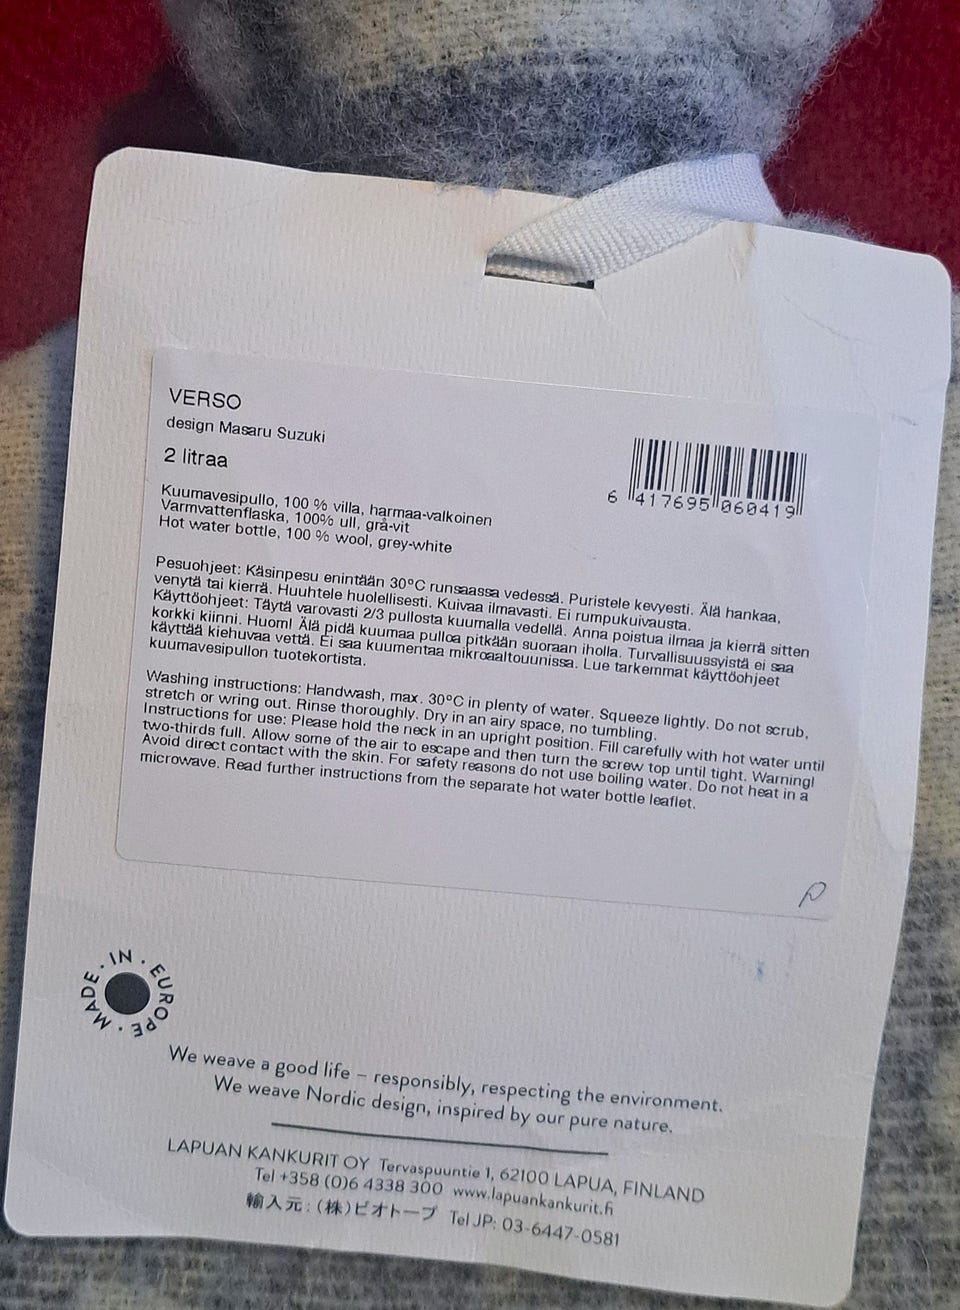 VERSO
design Masaru Suzuki
2 litraa
6 417695 060419
Kuumavesipullo, 100 % villa, harmaa-valkoinen
Varmvattenflaska, 100% ull, grå-vit
Hot water bottle, 100 % wool, grey-white
Pesuohjeet: Käsinpesu enintään 30°C runsaassa vedessä. Puristele kevyesti. Älä hankaa,
venytä tai kierrä. Huuhtele huolellisesti. Kuivaa ilmavasti. Ei rumpukuivausta.
Käyttöohjeet: Täytä varovasti 2/3 pullosta kuumalla vedellä. Anna poistua ilmaa ja kierrä sitten
korkki kiinni. Huom! Älä pidä kuumaa pulloa pitkään suoraan iholla. Turvallisuussyistä ei saa
käyttää kiehuvaa vettä. Ei saa kuumentaa mikroaaltouunissa. Lue tarkemmat käyttöohjeet
kuumavesipullon tuotekortista.
Washing instructions: Handwash, max. 30°C in plenty of water. Squeeze lightly. Do not scrub,
stretch or wring out. Rinse thoroughly. Dry in an airy space, no tumbling.
Instructions for use: Please hold the neck in an upright position. Fill carefully with hot water until
two-thirds full. Allow some of the air to escape and then turn the screw top until tight. Warning!
Avoid direct contact with the skin. For safety reasons do not use boiling water. Do not heat in a
microwave. Read further instructions from the separate hot water bottle leaflet.
MADE · IN · EUROPE ·
We weave a good life – responsibly, respecting the environment.
We weave Nordic design, inspired by our pure nature.
LAPUAN KANKURIT OY Tervaspuuntie 1, 62100 LAPUA, FINLAND
Tel +358 (0)6 4338 300 www.lapuankankurit.fi
輸入元:(株)ビオトープ Tel JP: 03-6447-0581